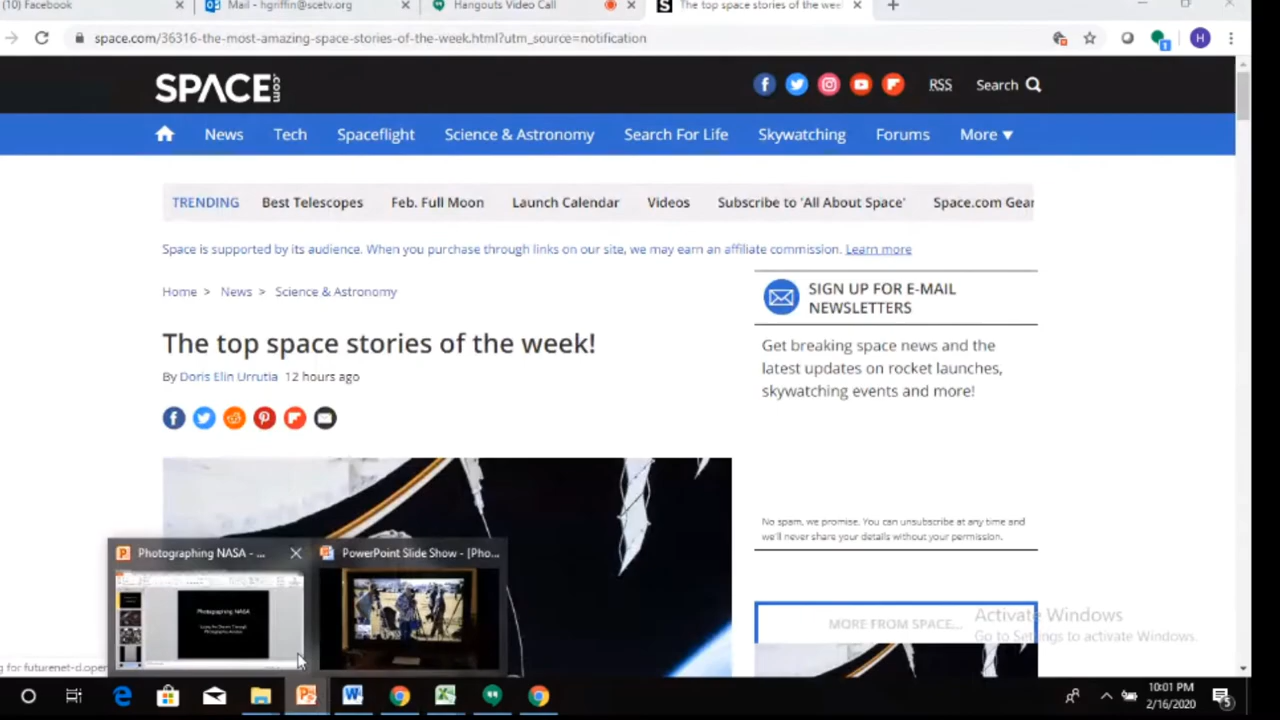 (10) Facebook
Mail - hgriffin@scetv.org
Hangouts Video Call
S
The top space stories of the wee
space.com/36316-the-most-amazing-space-stories-of-the-week.html?utm_source=notification
H
SPACE.com
RSS
Search
News
Tech
Spaceflight
Science & Astronomy
Search For Life
Skywatching
Forums
More
TRENDING
Best Telescopes
Feb. Full Moon
Launch Calendar
Videos
Subscribe to 'All About Space'
Space.com Gear
Space is supported by its audience. When you purchase through links on our site, we may earn an affiliate commission. Learn more
Home > News > Science & Astronomy
SIGN UP FOR E-MAIL
NEWSLETTERS
The top space stories of the week!
By Doris Elin Urrutia 12 hours ago
Get breaking space news and the
latest updates on rocket launches,
skywatching events and more!
No spam, we promise. You can unsubscribe at any time and
we'll never share your details without your permission.
Photographing NASA - ...
PowerPoint Slide Show - [Pho...
Photographing NASA
MORE FROM SPACE...
Activate Windows
Go to Settings to activate Windows.
g for futurenet-d.open
10:01 PM
2/16/2020
5